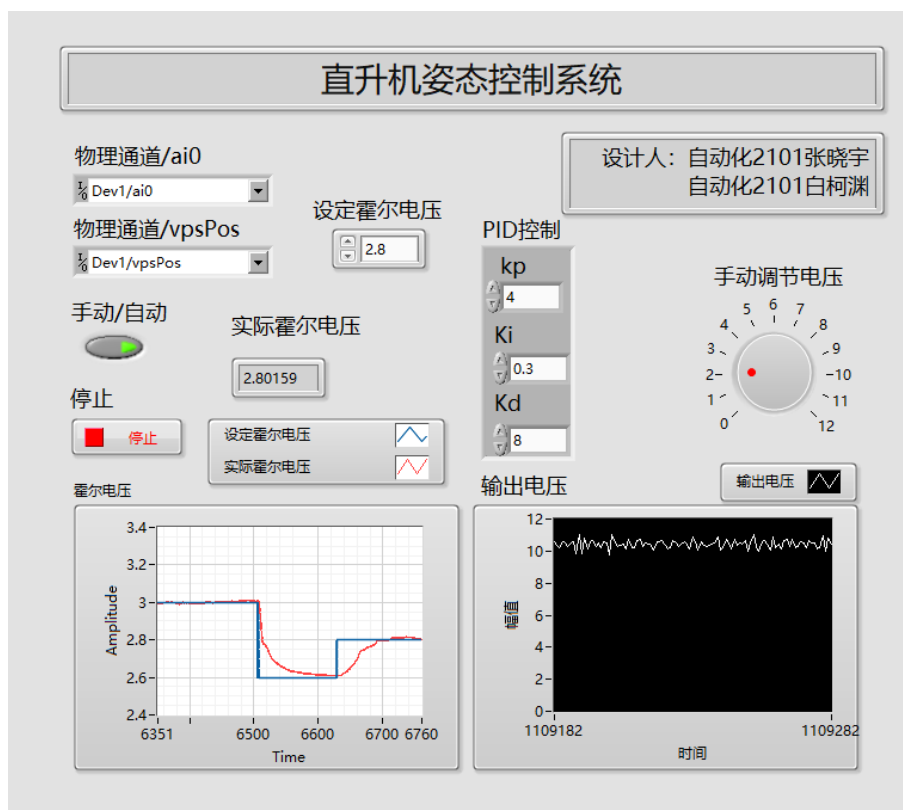 直升机姿态控制系统
物理通道/ai0
Dev1/ai0
物理通道/vpsPos
Dev1/vpsPos
设计人：自动化2101张晓宇
自动化2101白柯渊
设定霍尔电压
2.8
PID控制
kp
4
Ki
0.3
Kd
8
手动调节电压
0
1
2
3
4
5
6
7
8
9
10
11
12
手动/自动
实际霍尔电压
2.80159
停止
停止
设定霍尔电压
实际霍尔电压
霍尔电压
3.4
3.2
3
2.8
2.6
2.4
Amplitude
6351
6500
6600
6700
6760
Time
输出电压
输出电压
12
10
8
6
4
2
0
幅值
1109182
1109282
时间